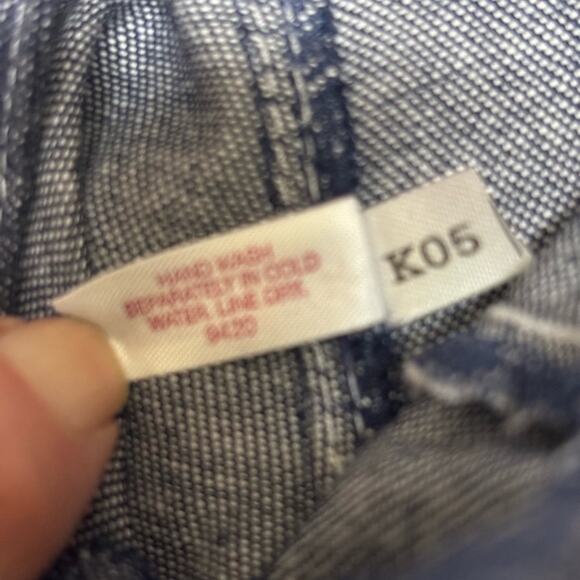 HAND WASH
SEPARATELY IN COLD
WATER LINE DRY.
9420
K05